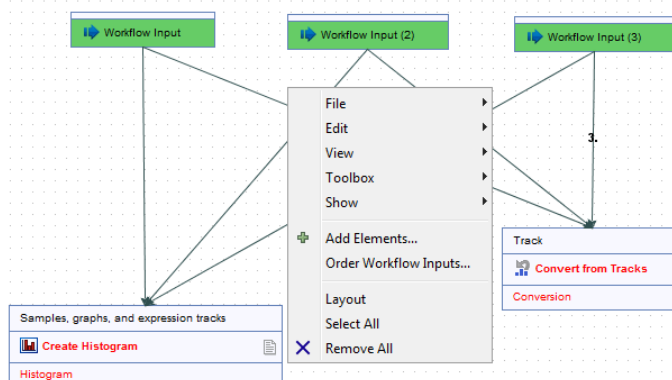 Workflow Input
Workflow Input (2)
Workflow Input (3)
File
Edit
View
Toolbox
Show
Add Elements...
Order Workflow Inputs...
Layout
Select All
Remove All
3.
Track
Convert from Tracks
Conversion
Samples, graphs, and expression tracks
Create Histogram
Histogram